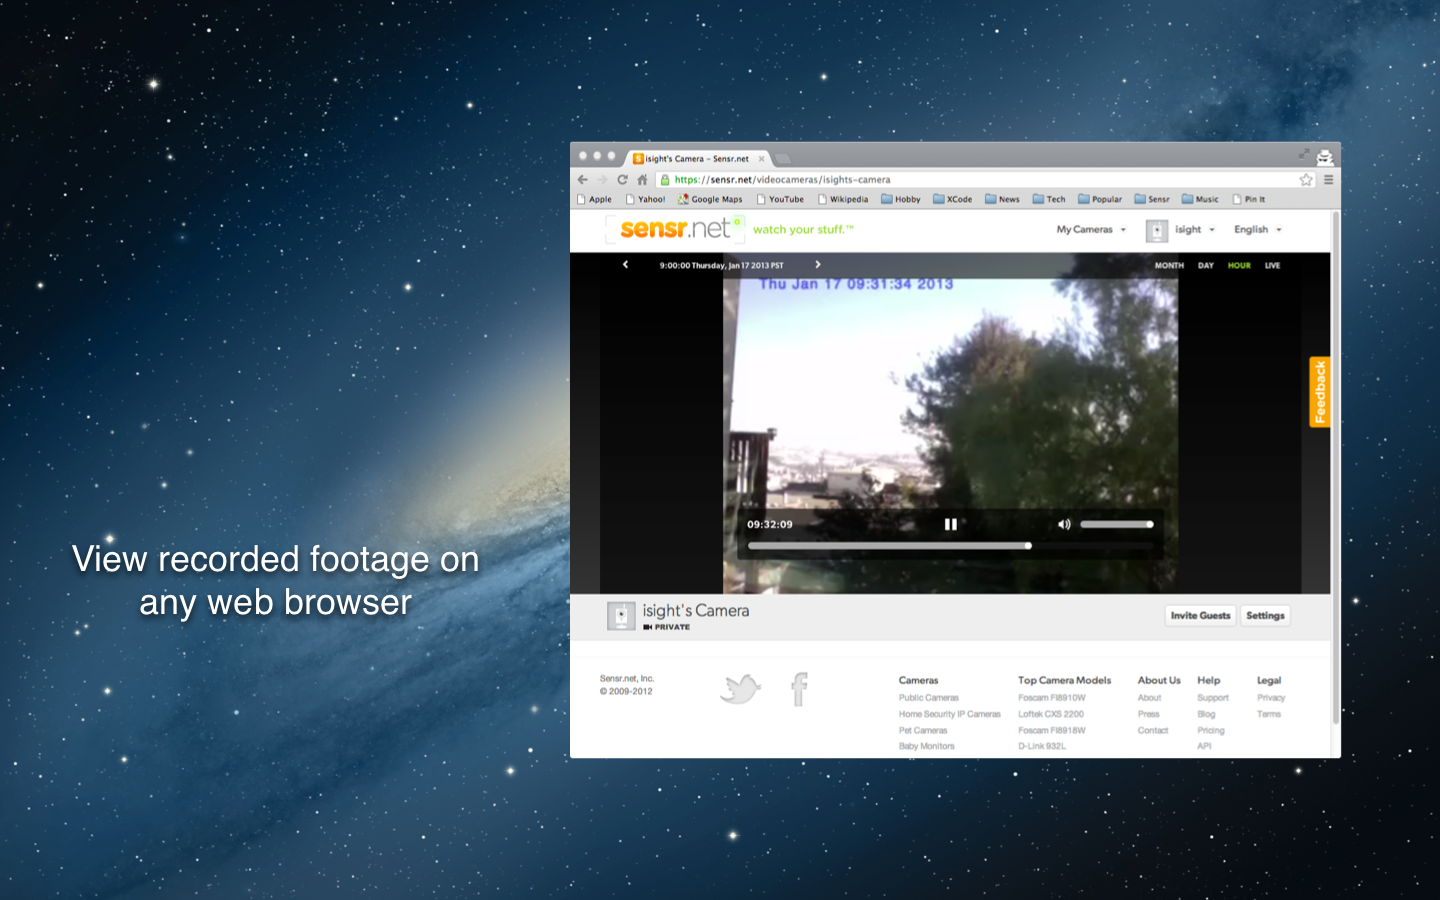 isight's Camera - Sensr.net
https://sensr.net/videocameras/isights-camera
Apple Yahoo! Google Maps YouTube Wikipedia Hobby XCode News Tech Popular Sensr Music Pin It
sensr.net watch your stuff.™
My Cameras isight English
9:00:00 Thursday, Jan 17 2013 PST
MONTH DAY HOUR LIVE
Thu Jan 17 09:31:34 2013
Feedback
09:32:09
View recorded footage on
any web browser
isight's Camera
PRIVATE
Invite Guests Settings
Sensr.net, Inc.
© 2009-2012
Cameras
Public Cameras
Home Security IP Cameras
Pet Cameras
Baby Monitors
Top Camera Models
Foscam FI8910W
Loftek CXS 2200
Foscam FI8918W
D-Link 932L
About Us
About
Press
Contact
Help
Support
Blog
Pricing
API
Legal
Privacy
Terms